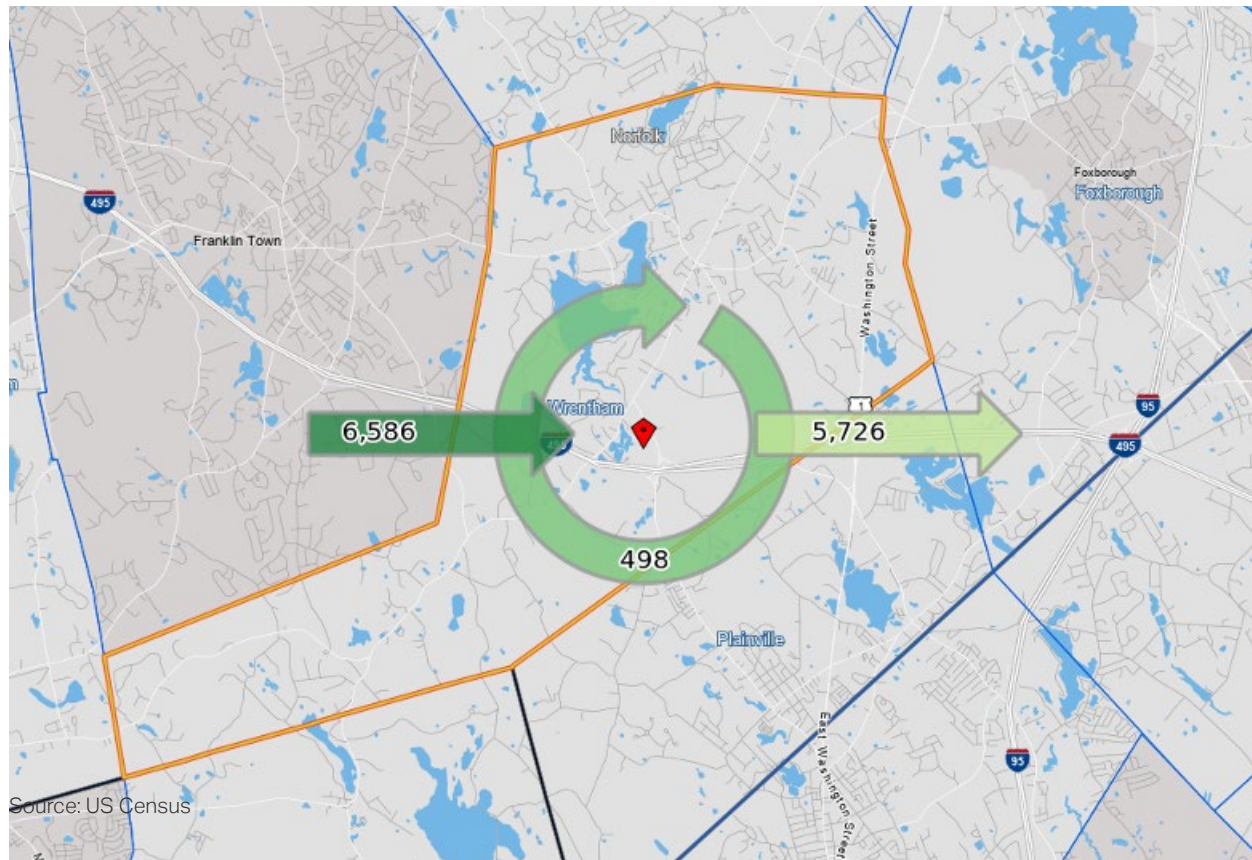 Norfolk
Foxborough
Foxborough
495
Franklin Town
Washington Street
Wrentham
1
95
6,586
495
5,726
495
498
Plainville
East Washington Street
95
Source: US Census